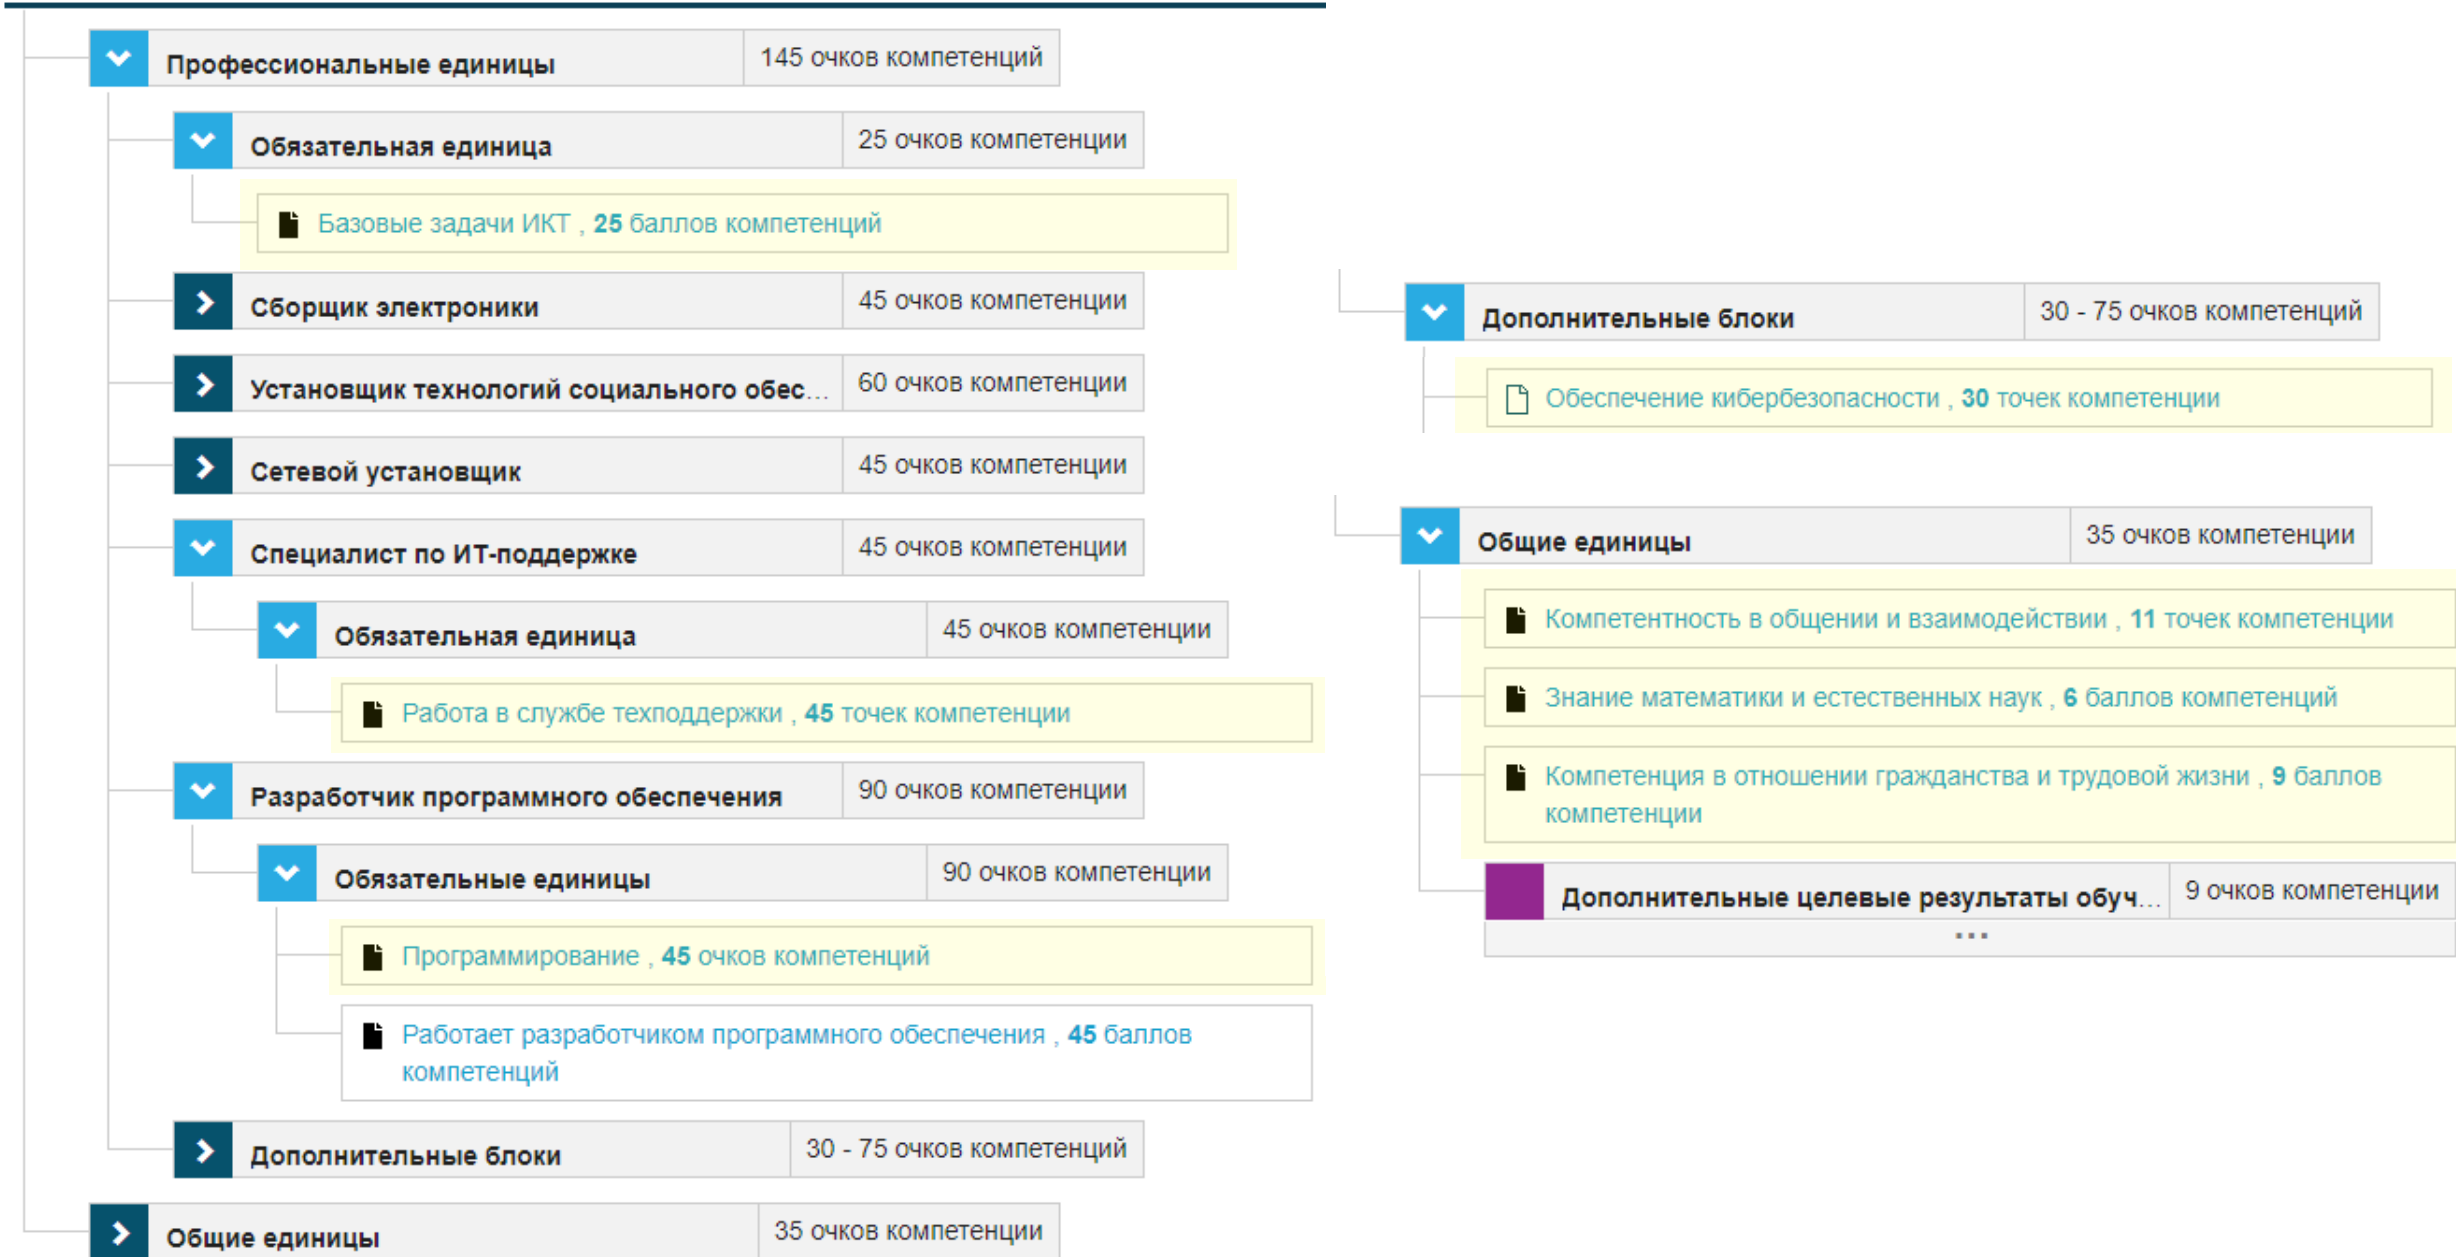 Профессиональные единицы 145 очков компетенций
Обязательная единица 25 очков компетенции
Базовые задачи ИКТ , 25 баллов компетенций
Сборщик электроники 45 очков компетенции
Установщик технологий социального обес... 60 очков компетенции
Сетевой установщик 45 очков компетенции
Специалист по ИТ-поддержке 45 очков компетенции
Обязательная единица 45 очков компетенции
Работа в службе техподдержки , 45 точек компетенции
Разработчик программного обеспечения 90 очков компетенции
Обязательные единицы 90 очков компетенции
Программирование , 45 очков компетенций
Работает разработчиком программного обеспечения , 45 баллов
компетенций
Дополнительные блоки 30 - 75 очков компетенций
Общие единицы 35 очков компетенции
Дополнительные блоки 30 - 75 очков компетенций
Обеспечение кибербезопасности , 30 точек компетенции
Общие единицы 35 очков компетенции
Компетентность в общении и взаимодействии , 11 точек компетенции
Знание математики и естественных наук , 6 баллов компетенций
Компетенция в отношении гражданства и трудовой жизни , 9 баллов
компетенции
Дополнительные целевые результаты обуч... 9 очков компетенции
...